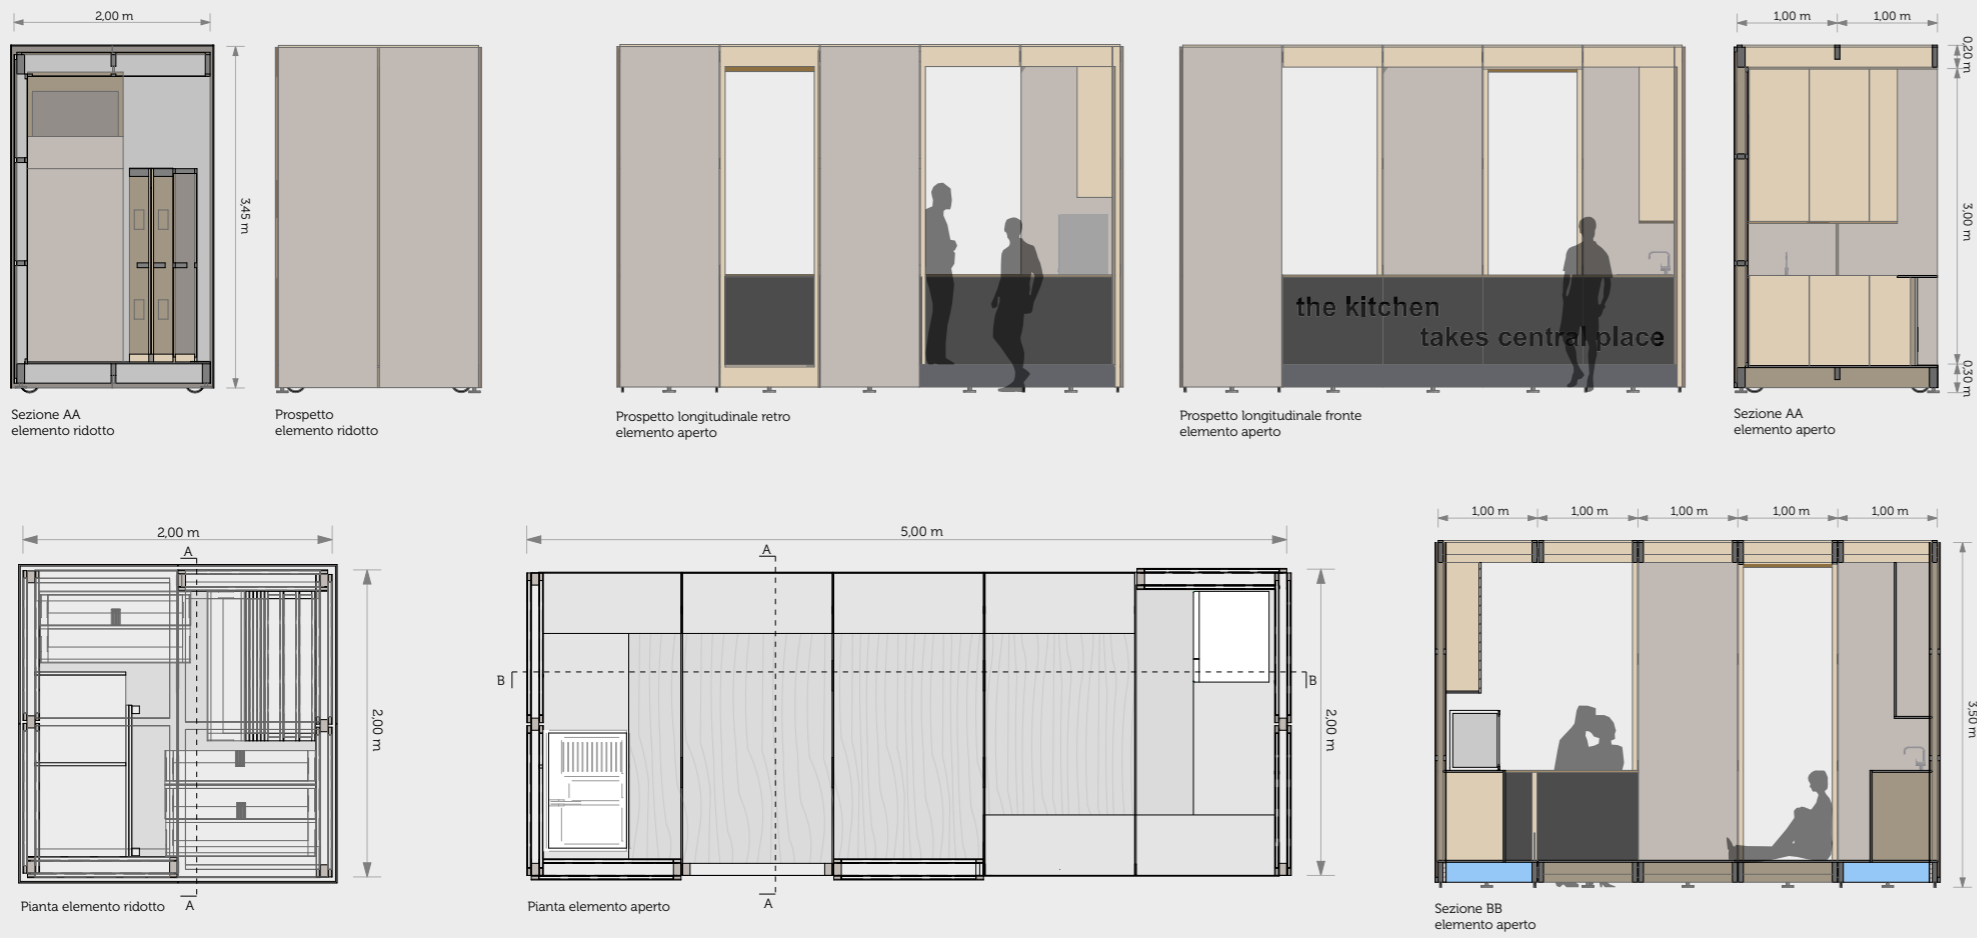 2,00 m
3,45 m
Sezione AA
elemento ridotto
Prospetto
elemento ridotto
Prospetto longitudinale retro
elemento aperto
the kitchen
takes central place
Prospetto longitudinale fronte
elemento aperto
1,00 m
1,00 m
0,20 m
3,00 m
0,30 m
Sezione AA
elemento aperto
2,00 m
A
2,00 m
Pianta elemento ridotto
A
5,00 m
A
B
B
2,00 m
Pianta elemento aperto
A
1,00 m
1,00 m
1,00 m
1,00 m
1,00 m
3,50 m
Sezione BB
elemento aperto